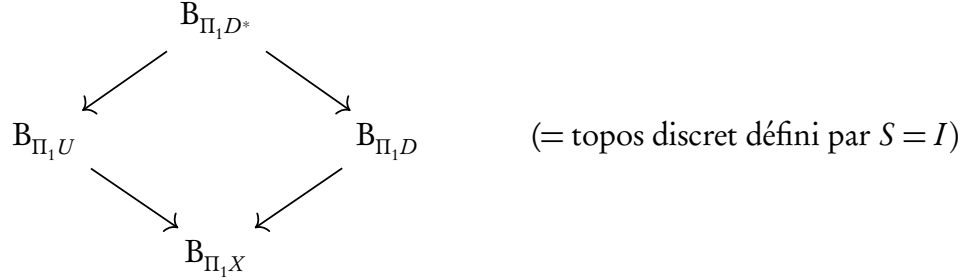 B_{Π₁D*}
B_{Π₁U} B_{Π₁D} (= topos discret défini par S = I)
B_{Π₁X}